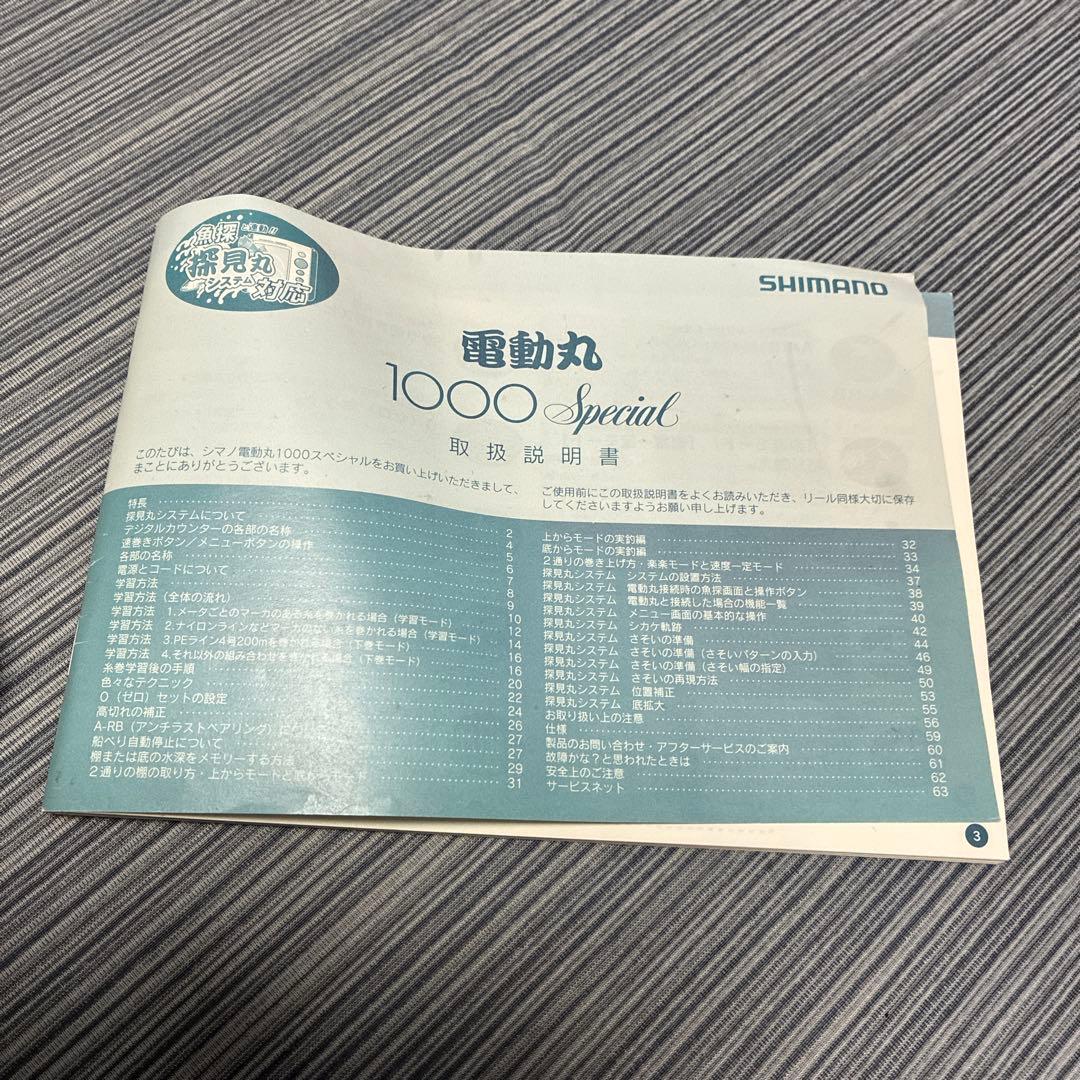 魚探と連動!!
探見丸
システム対応
SHIMANO
電動丸
1000 Special
取扱説明書
このたびは、シマノ電動丸1000スペシャルをお買い上げいただきまして、
まことにありがとうございます。
ご使用前にこの取扱説明書をよくお読みいただき、リール同様大切に保存
してくださいますようお願い申し上げます。
特長 2
探見丸システムについて 4
デジタルカウンターの各部の名称 5
速巻きボタン／メニューボタンの操作 6
各部の名称 7
電源とコードについて 8
学習方法 9
学習方法（全体の流れ） 10
学習方法 1.メータごとのマーカのある糸を巻かれる場合（学習モード） 12
学習方法 2.ナイロンラインなどマーカのない糸を巻かれる場合（学習モード） 14
学習方法 3.PEライン4号200mを巻かれる場合（下巻モード） 16
学習方法 4.それ以外の組み合わせを巻かれる場合（下巻モード） 16
糸巻学習後の手順 20
色々なテクニック 22
0（ゼロ）セットの設定 24
高切れの補正 26
A-RB（アンチラストベアリング） 27
船べり自動停止について 27
棚または底の水深をメモリーする方法 29
2通りの棚の取り方・上からモードと底からモード 31
上からモードの実釣編 32
底からモードの実釣編 33
2通りの巻き上げ方・楽楽モードと速度一定モード 34
探見丸システム システムの設置方法 37
探見丸システム 電動丸接続時の魚探画面と操作ボタン 38
探見丸システム 電動丸と接続した場合の機能一覧 39
探見丸システム メニュー画面の基本的な操作 40
探見丸システム シカケ軌跡 42
探見丸システム さそいの準備 44
探見丸システム さそいの準備（さそいパターンの入力） 46
探見丸システム さそいの準備（さそい幅の指定） 49
探見丸システム さそいの再現方法 50
探見丸システム 位置補正 53
探見丸システム 底拡大 55
お取り扱い上の注意 56
仕様 59
製品のお問い合わせ・アフターサービスのご案内 60
故障かな？と思われたときは 61
安全上のご注意 62
サービスネット 63
3